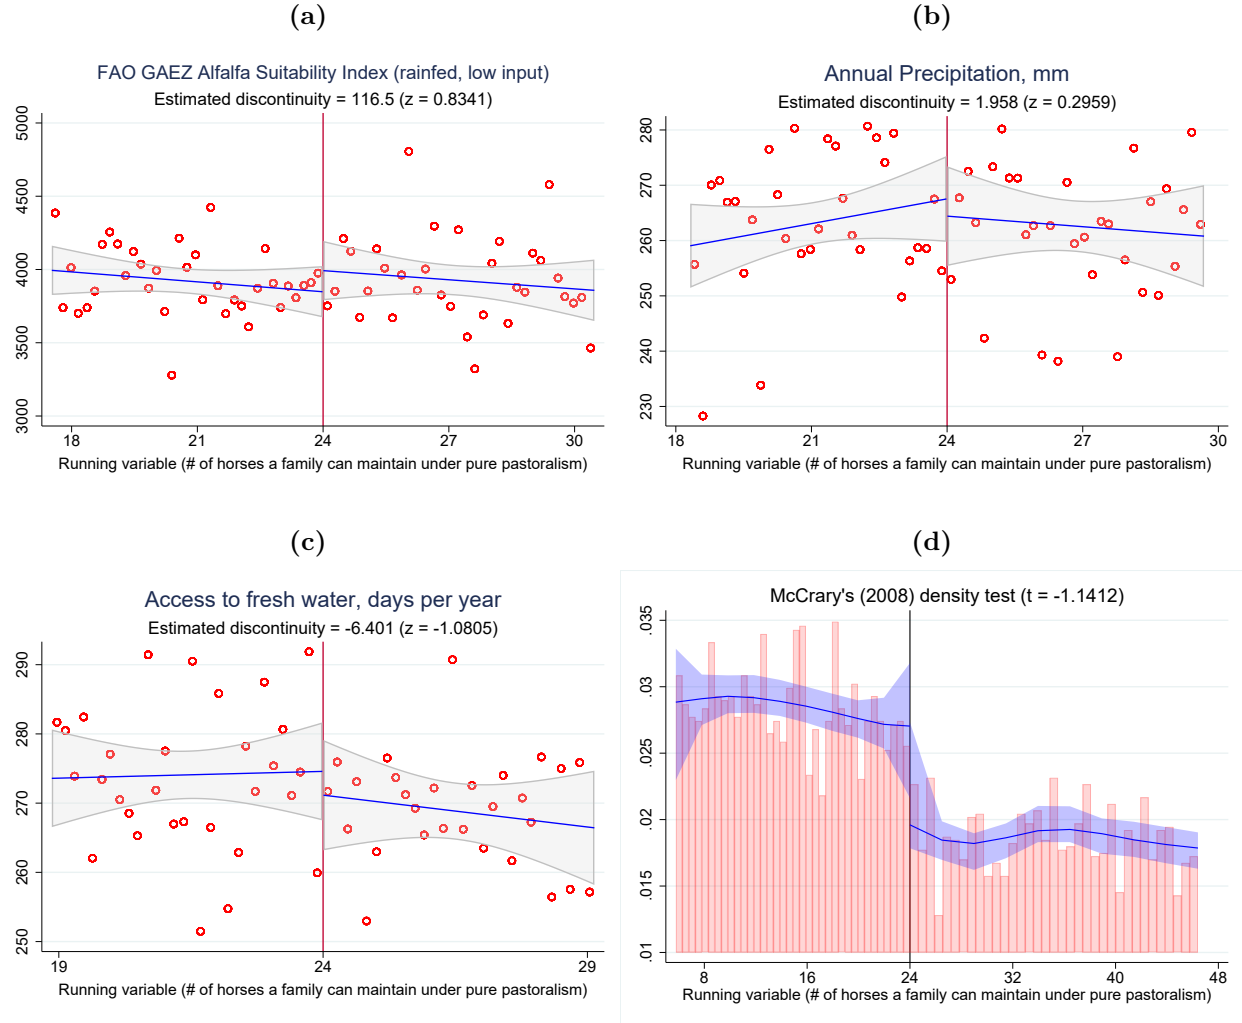 (a)
FAO GAEZ Alfalfa Suitability Index (rainfed, low input)
Estimated discontinuity = 116.5 (z = 0.8341)
5000
4500
4000
3500
3000
18 21 24 27 30
Running variable (# of horses a family can maintain under pure pastoralism)
(b)
Annual Precipitation, mm
Estimated discontinuity = 1.958 (z = 0.2959)
280
270
260
250
240
230
18 21 24 27 30
Running variable (# of horses a family can maintain under pure pastoralism)
(c)
Access to fresh water, days per year
Estimated discontinuity = -6.401 (z = -1.0805)
290
280
270
260
250
19 24 29
Running variable (# of horses a family can maintain under pure pastoralism)
(d)
McCrary's (2008) density test (t = -1.1412)
.035
.03
.025
.02
.015
.01
8 16 24 32 40 48
Running variable (# of horses a family can maintain under pure pastoralism)